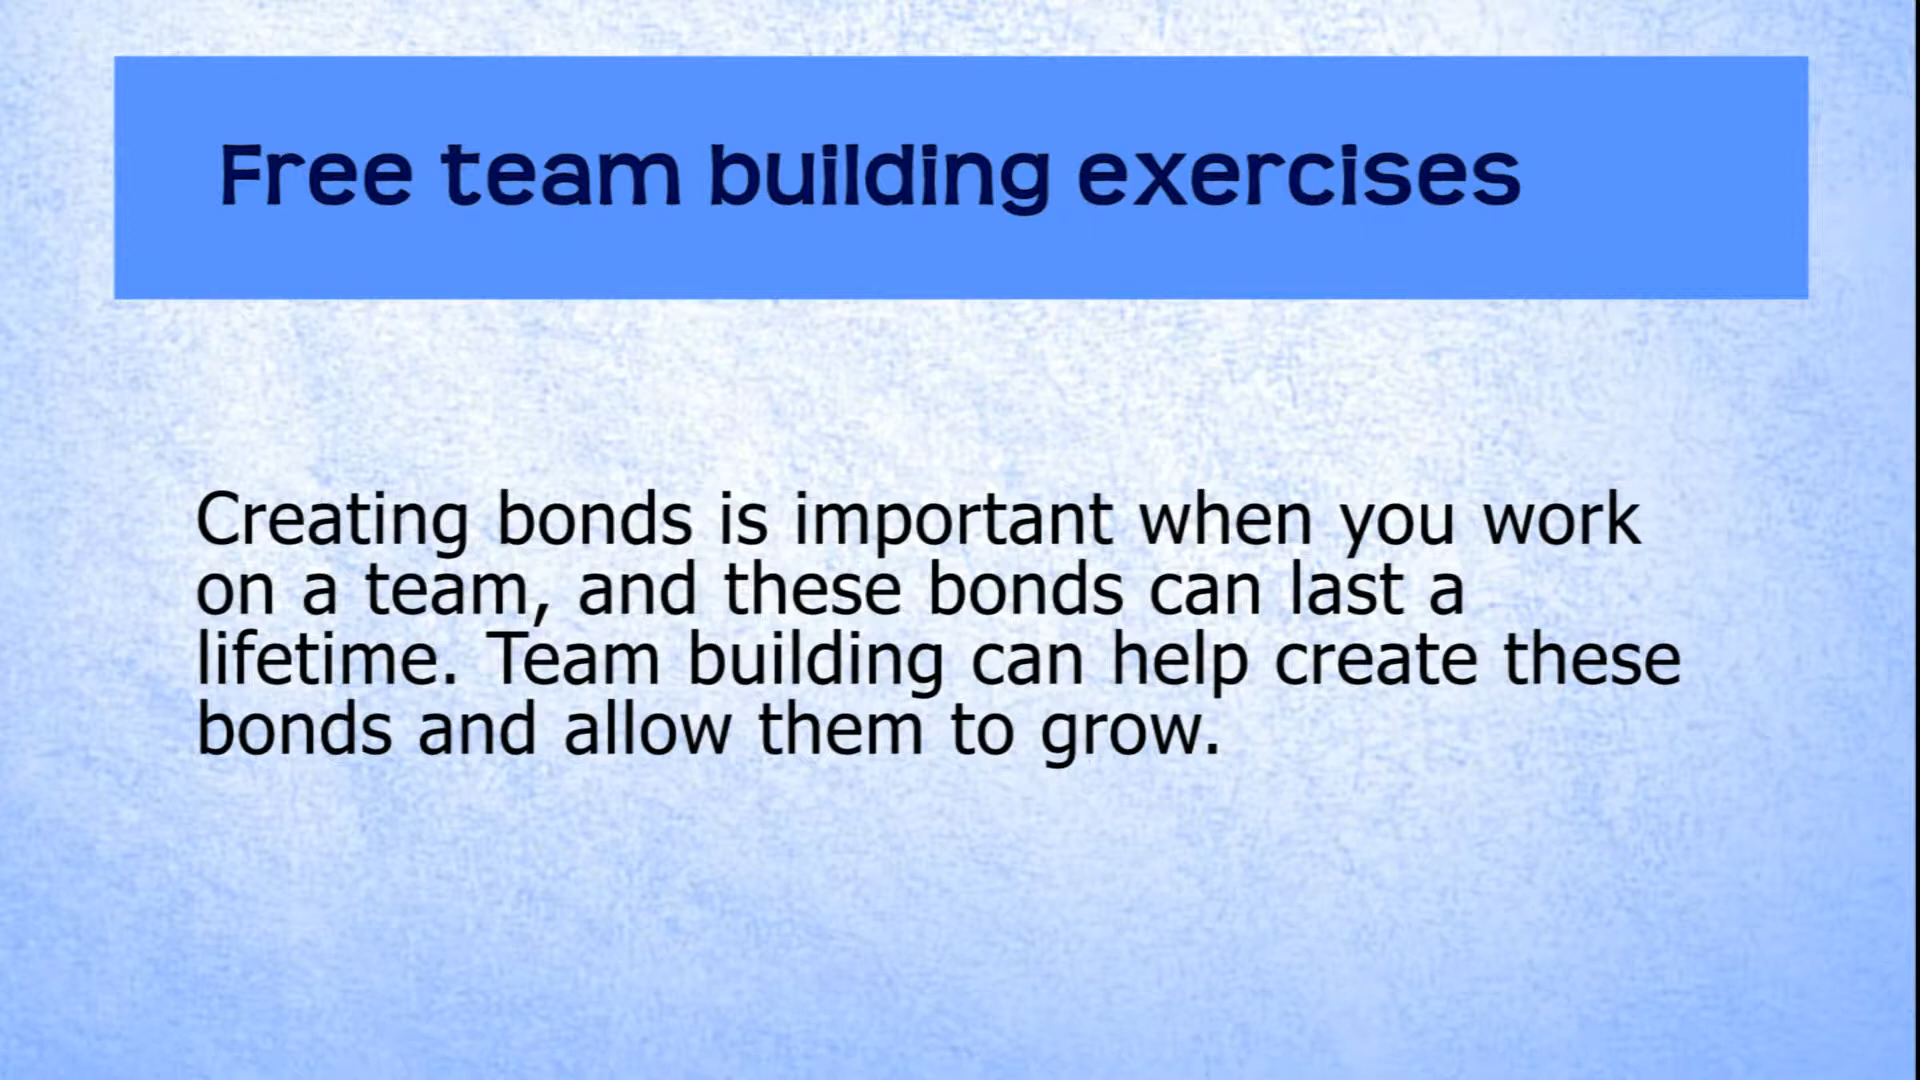 Free team building exercises
Creating bonds is important when you work
on a team, and these bonds can last a
lifetime. Team building can help create these
bonds and allow them to grow.